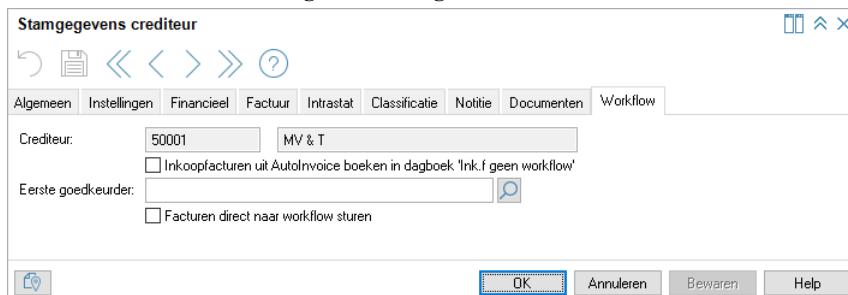 Stamgegevens crediteur
Algemeen Instellingen Financieel Factuur Intrastat Classificatie Notitie Documenten Workflow
Crediteur: 50001 MV & T
Inkoopfacturen uit AutoInvoice boeken in dagboek 'Ink.f geen workflow'
Eerste goedkeurder:
Facturen direct naar workflow sturen
OK Annuleren Bewaren Help